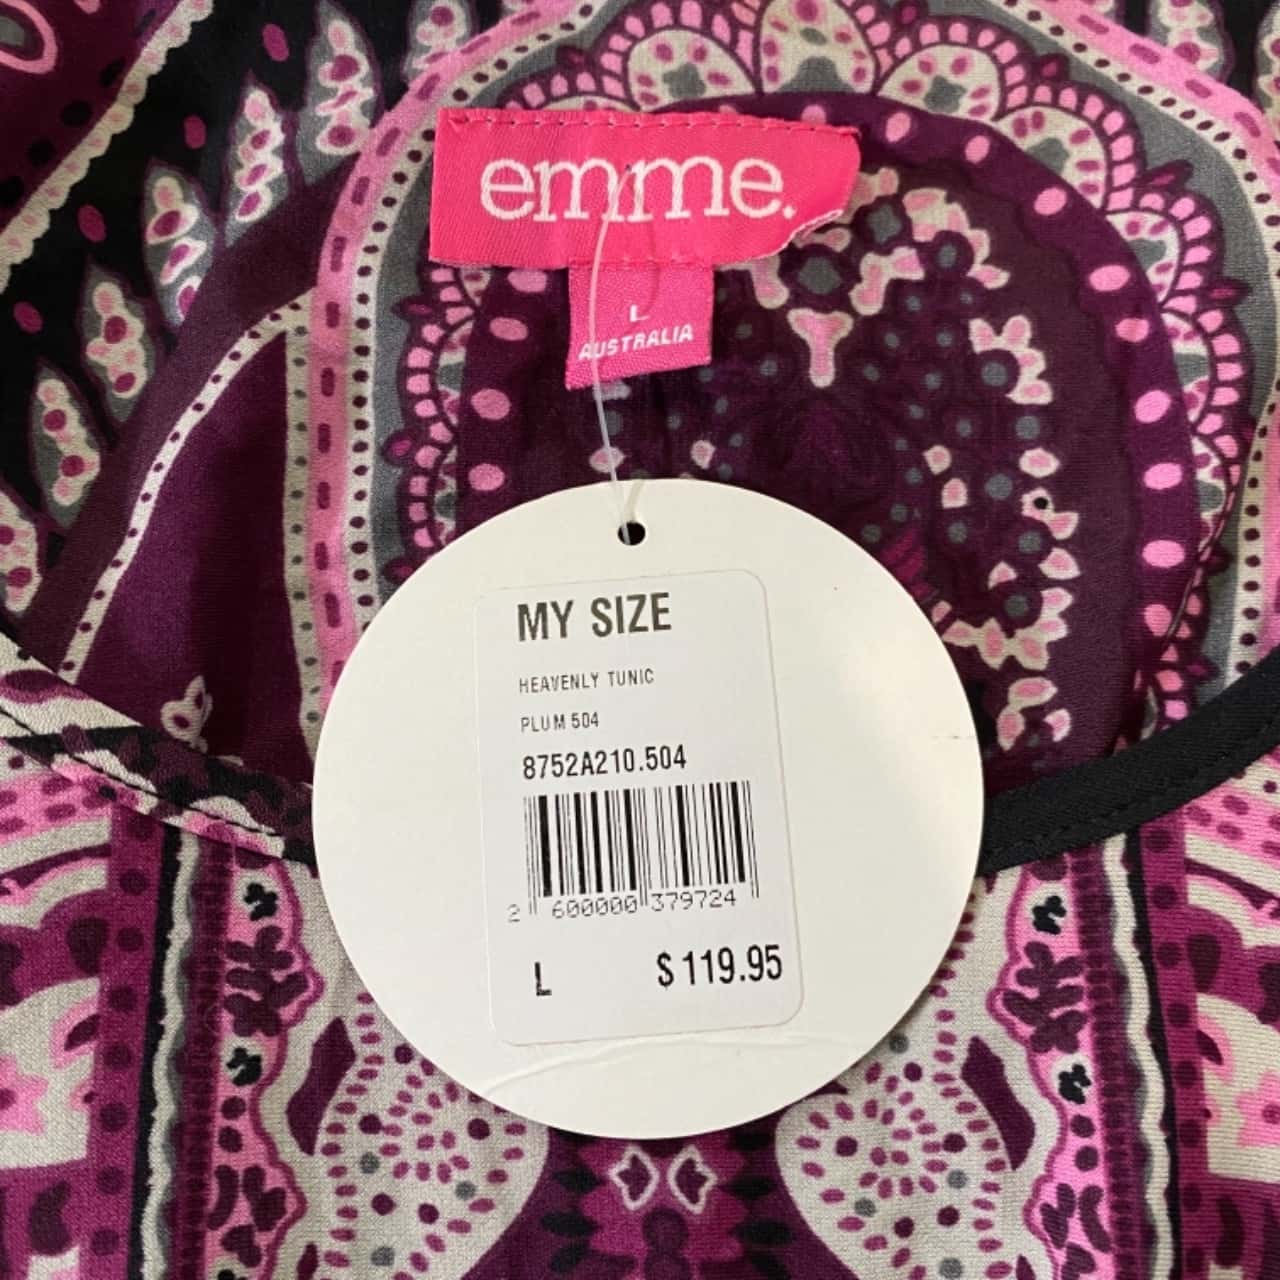 emme.
L
AUSTRALIA
MY SIZE
HEAVENLY TUNIC
PLUM 504
8752A210.504
2 600000 379724
L $119.95